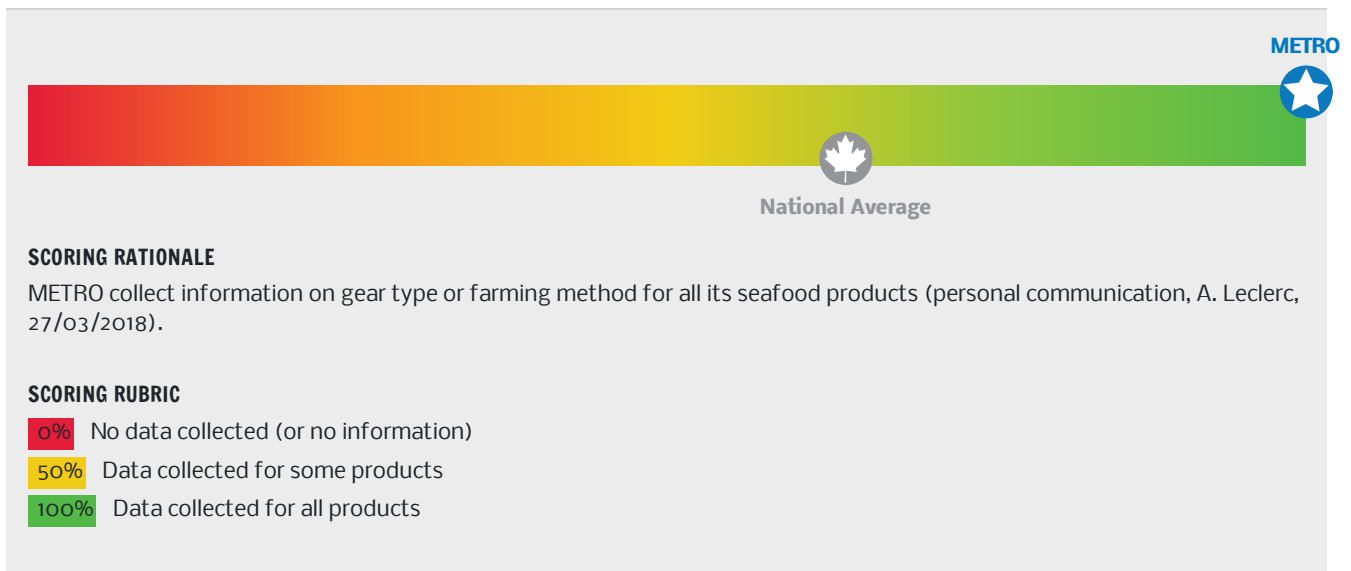 METRO
National Average
SCORING RATIONALE
METRO collect information on gear type or farming method for all its seafood products (personal communication, A. Leclerc,
27/03/2018).
SCORING RUBRIC
0% No data collected (or no information)
50% Data collected for some products
100% Data collected for all products